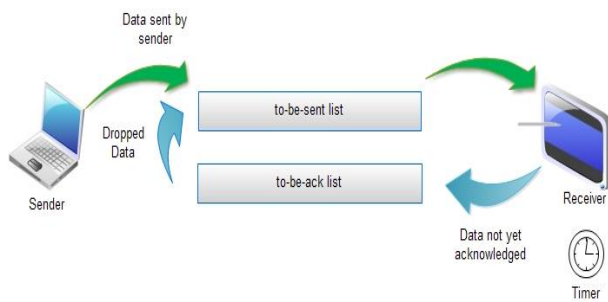 Data sent by
sender
to-be-sent list
Dropped
Data
to-be-ack list
Sender
Receiver
Data not yet
acknowledged
Timer